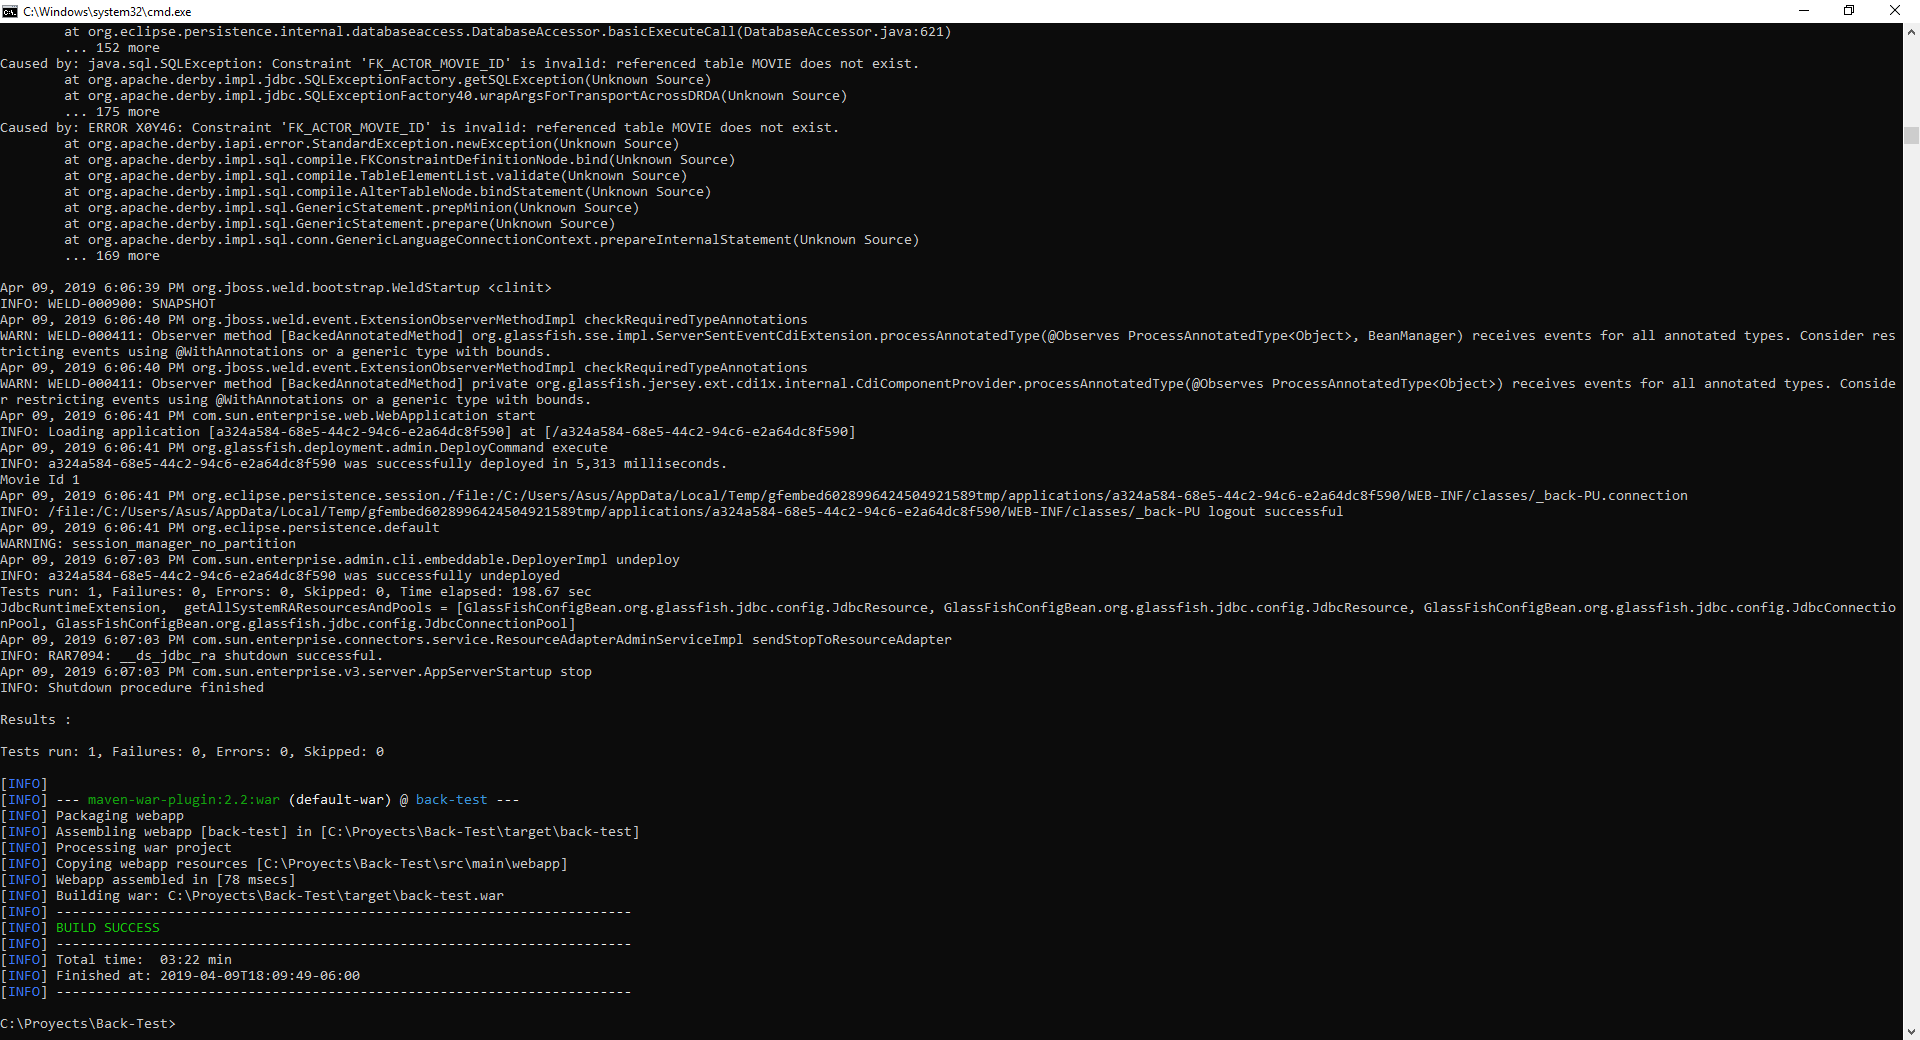 C:\Windows\system32\cmd.exe
at org.eclipse.persistence.internal.databaseaccess.DatabaseAccessor.basicExecuteCall(DatabaseAccessor.java:621)
... 152 more
Caused by: java.sql.SQLException: Constraint 'FK_ACTOR_MOVIE_ID' is invalid: referenced table MOVIE does not exist.
at org.apache.derby.impl.jdbc.SQLExceptionFactory.getSQLException(Unknown Source)
at org.apache.derby.impl.jdbc.SQLExceptionFactory40.wrapArgsForTransportAcrossDRDA(Unknown Source)
... 175 more
Caused by: ERROR X0Y46: Constraint 'FK_ACTOR_MOVIE_ID' is invalid: referenced table MOVIE does not exist.
at org.apache.derby.iapi.error.StandardException.newException(Unknown Source)
at org.apache.derby.impl.sql.compile.FKConstraintDefinitionNode.bind(Unknown Source)
at org.apache.derby.impl.sql.compile.TableElementList.validate(Unknown Source)
at org.apache.derby.impl.sql.compile.AlterTableNode.bindStatement(Unknown Source)
at org.apache.derby.impl.sql.GenericStatement.prepMinion(Unknown Source)
at org.apache.derby.impl.sql.GenericStatement.prepare(Unknown Source)
at org.apache.derby.impl.sql.conn.GenericLanguageConnectionContext.prepareInternalStatement(Unknown Source)
... 169 more
Apr 09, 2019 6:06:39 PM org.jboss.weld.bootstrap.WeldStartup <clinit>
INFO: WELD-000900: SNAPSHOT
Apr 09, 2019 6:06:40 PM org.jboss.weld.event.ExtensionObserverMethodImpl checkRequiredTypeAnnotations
WARN: WELD-000411: Observer method [BackedAnnotatedMethod] org.glassfish.sse.impl.ServerSentEventCdiExtension.processAnnotatedType(@Observes ProcessAnnotatedType<Object>, BeanManager) receives events for all annotated types. Consider res
tricting events using @WithAnnotations or a generic type with bounds.
Apr 09, 2019 6:06:40 PM org.jboss.weld.event.ExtensionObserverMethodImpl checkRequiredTypeAnnotations
WARN: WELD-000411: Observer method [BackedAnnotatedMethod] private org.glassfish.jersey.ext.cdi1x.internal.CdiComponentProvider.processAnnotatedType(@Observes ProcessAnnotatedType<Object>) receives events for all annotated types. Conside
r restricting events using @WithAnnotations or a generic type with bounds.
Apr 09, 2019 6:06:41 PM com.sun.enterprise.web.WebApplication start
INFO: Loading application [a324a584-68e5-44c2-94c6-e2a64dc8f590] at [/a324a584-68e5-44c2-94c6-e2a64dc8f590]
Apr 09, 2019 6:06:41 PM org.glassfish.deployment.admin.DeployCommand execute
INFO: a324a584-68e5-44c2-94c6-e2a64dc8f590 was successfully deployed in 5,313 milliseconds.
Movie Id 1
Apr 09, 2019 6:06:41 PM org.eclipse.persistence.session./file:/C:/Users/Asus/AppData/Local/Temp/gfembed6028996424504921589tmp/applications/a324a584-68e5-44c2-94c6-e2a64dc8f590/WEB-INF/classes/_back-PU.connection
INFO: /file:/C:/Users/Asus/AppData/Local/Temp/gfembed6028996424504921589tmp/applications/a324a584-68e5-44c2-94c6-e2a64dc8f590/WEB-INF/classes/_back-PU logout successful
Apr 09, 2019 6:06:41 PM org.eclipse.persistence.default
WARNING: session_manager_no_partition
Apr 09, 2019 6:07:03 PM com.sun.enterprise.admin.cli.embeddable.DeployerImpl undeploy
INFO: a324a584-68e5-44c2-94c6-e2a64dc8f590 was successfully undeployed
Tests run: 1, Failures: 0, Errors: 0, Skipped: 0, Time elapsed: 198.67 sec
JdbcRuntimeExtension,  getAllSystemRAResourcesAndPools = [GlassFishConfigBean.org.glassfish.jdbc.config.JdbcResource, GlassFishConfigBean.org.glassfish.jdbc.config.JdbcResource, GlassFishConfigBean.org.glassfish.jdbc.config.JdbcConnectio
nPool, GlassFishConfigBean.org.glassfish.jdbc.config.JdbcConnectionPool]
Apr 09, 2019 6:07:03 PM com.sun.enterprise.connectors.service.ResourceAdapterAdminServiceImpl sendStopToResourceAdapter
INFO: RAR7094: __ds_jdbc_ra shutdown successful.
Apr 09, 2019 6:07:03 PM com.sun.enterprise.v3.server.AppServerStartup stop
INFO: Shutdown procedure finished
Results :
Tests run: 1, Failures: 0, Errors: 0, Skipped: 0
[INFO]
[INFO] --- maven-war-plugin:2.2:war (default-war) @ back-test ---
[INFO] Packaging webapp
[INFO] Assembling webapp [back-test] in [C:\Proyects\Back-Test\target\back-test]
[INFO] Processing war project
[INFO] Copying webapp resources [C:\Proyects\Back-Test\src\main\webapp]
[INFO] Webapp assembled in [78 msecs]
[INFO] Building war: C:\Proyects\Back-Test\target\back-test.war
[INFO] ------------------------------------------------------------------------
[INFO] BUILD SUCCESS
[INFO] ------------------------------------------------------------------------
[INFO] Total time:  03:22 min
[INFO] Finished at: 2019-04-09T18:09:49-06:00
[INFO] ------------------------------------------------------------------------
C:\Proyects\Back-Test>